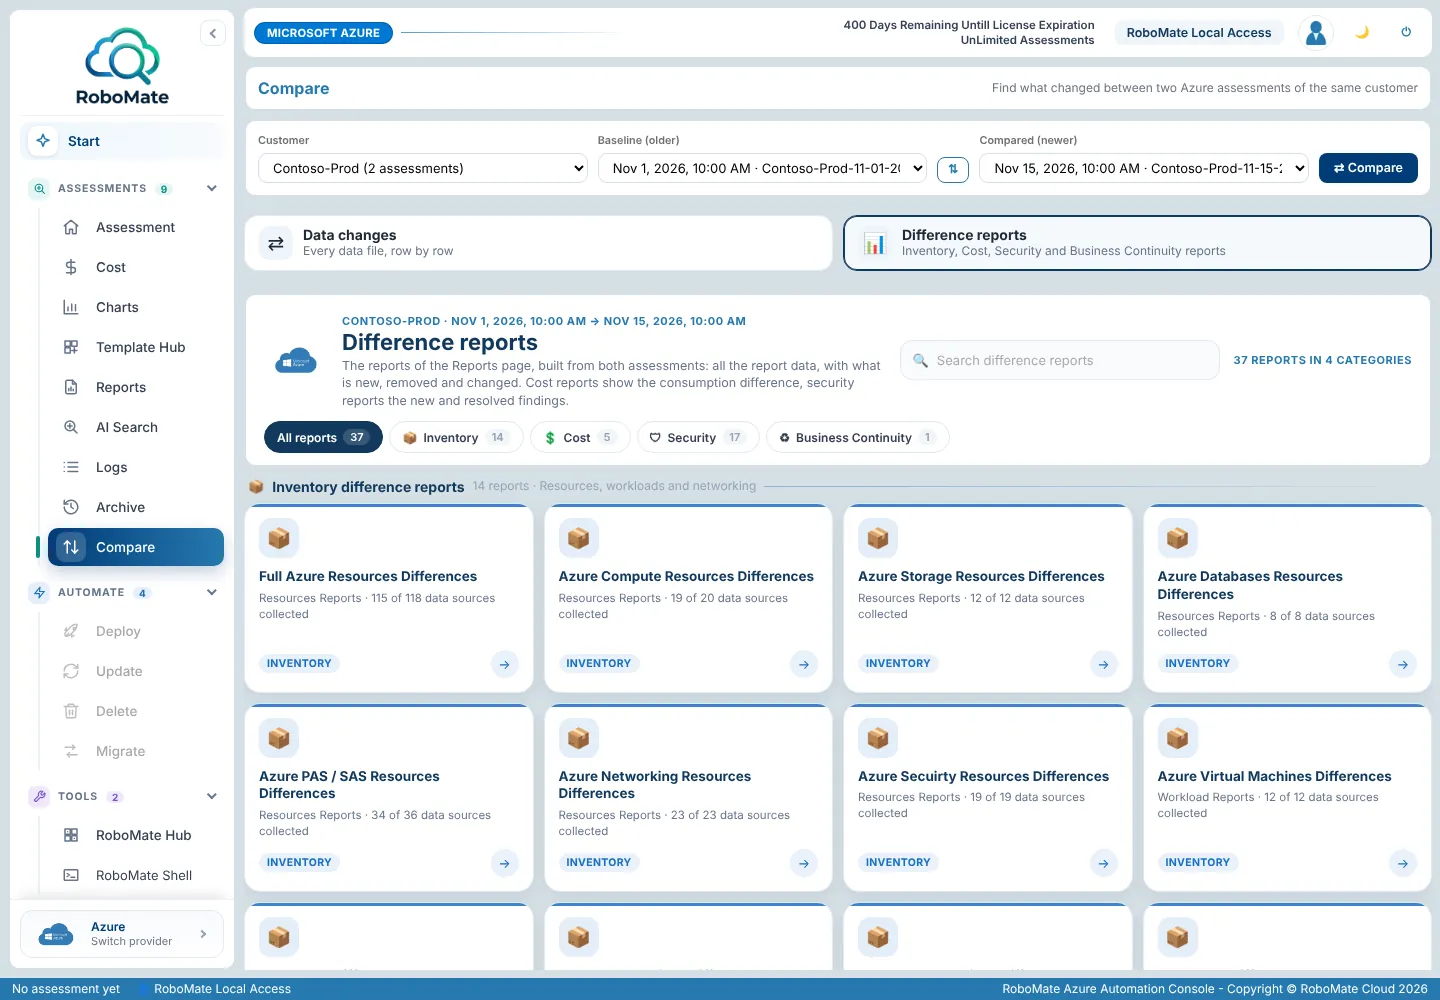 RoboMate
Start
ASSESSMENTS 9
Assessment
Cost
Charts
Template Hub
Reports
AI Search
Logs
Archive
Compare
AUTOMATE 4
Deploy
Update
Delete
Migrate
TOOLS 2
RoboMate Hub
RoboMate Shell
Azure
Switch provider
MICROSOFT AZURE
400 Days Remaining Untill License Expiration
UnLimited Assessments
RoboMate Local Access
Compare
Find what changed between two Azure assessments of the same customer
Customer
Baseline (older)
Compared (newer)
Contoso-Prod (2 assessments)
Nov 1, 2026, 10:00 AM · Contoso-Prod-11-01-20
Nov 15, 2026, 10:00 AM · Contoso-Prod-11-15-2
⇄ Compare
Data changes
Every data file, row by row
Difference reports
Inventory, Cost, Security and Business Continuity reports
CONTOSO-PROD · NOV 1, 2026, 10:00 AM → NOV 15, 2026, 10:00 AM
Difference reports
The reports of the Reports page, built from both assessments: all the report data, with what
is new, removed and changed. Cost reports show the consumption difference, security
reports the new and resolved findings.
Search difference reports
37 REPORTS IN 4 CATEGORIES
All reports 37
Inventory 14
Cost 5
Security 17
Business Continuity 1
Inventory difference reports 14 reports · Resources, workloads and networking
Full Azure Resources Differences
Resources Reports · 115 of 118 data sources
collected
INVENTORY
Azure Compute Resources Differences
Resources Reports · 19 of 20 data sources
collected
INVENTORY
Azure Storage Resources Differences
Resources Reports · 12 of 12 data sources
collected
INVENTORY
Azure Databases Resources
Differences
Resources Reports · 8 of 8 data sources
collected
INVENTORY
Azure PAS / SAS Resources
Differences
Resources Reports · 34 of 36 data sources
collected
INVENTORY
Azure Networking Resources
Differences
Resources Reports · 23 of 23 data sources
collected
INVENTORY
Azure Secuirty Resources Differences
Resources Reports · 19 of 19 data sources
collected
INVENTORY
Azure Virtual Machines Differences
Workload Reports · 12 of 12 data sources
collected
INVENTORY
No assessment yet
RoboMate Local Access
RoboMate Azure Automation Console - Copyright © RoboMate Cloud 2026